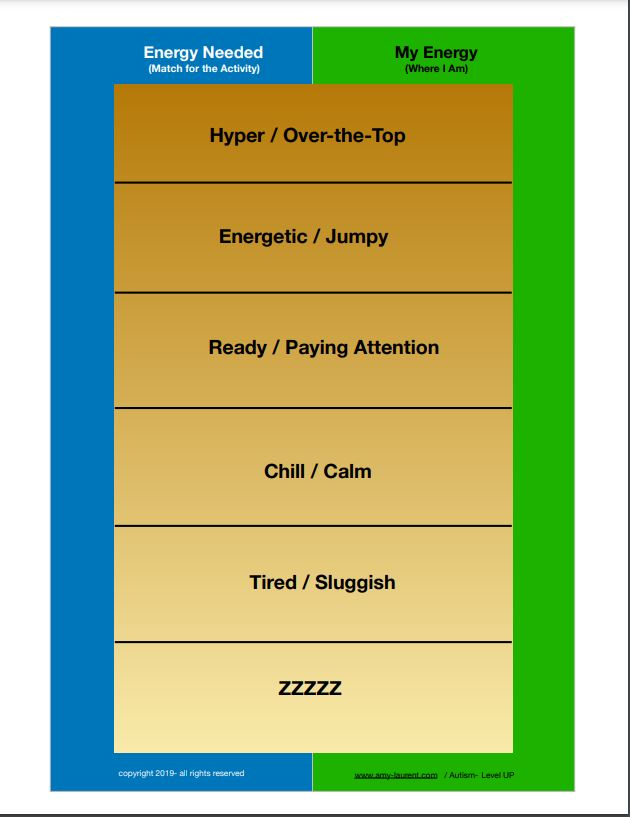 Energy Needed
(Match for the Activity)
My Energy
(Where I Am)
Hyper / Over-the-Top
Energetic / Jumpy
Ready / Paying Attention
Chill / Calm
Tired / Sluggish
ZZZZZ
copyright 2019- all rights reserved
www.amy-laurent.com / Autism- Level UP